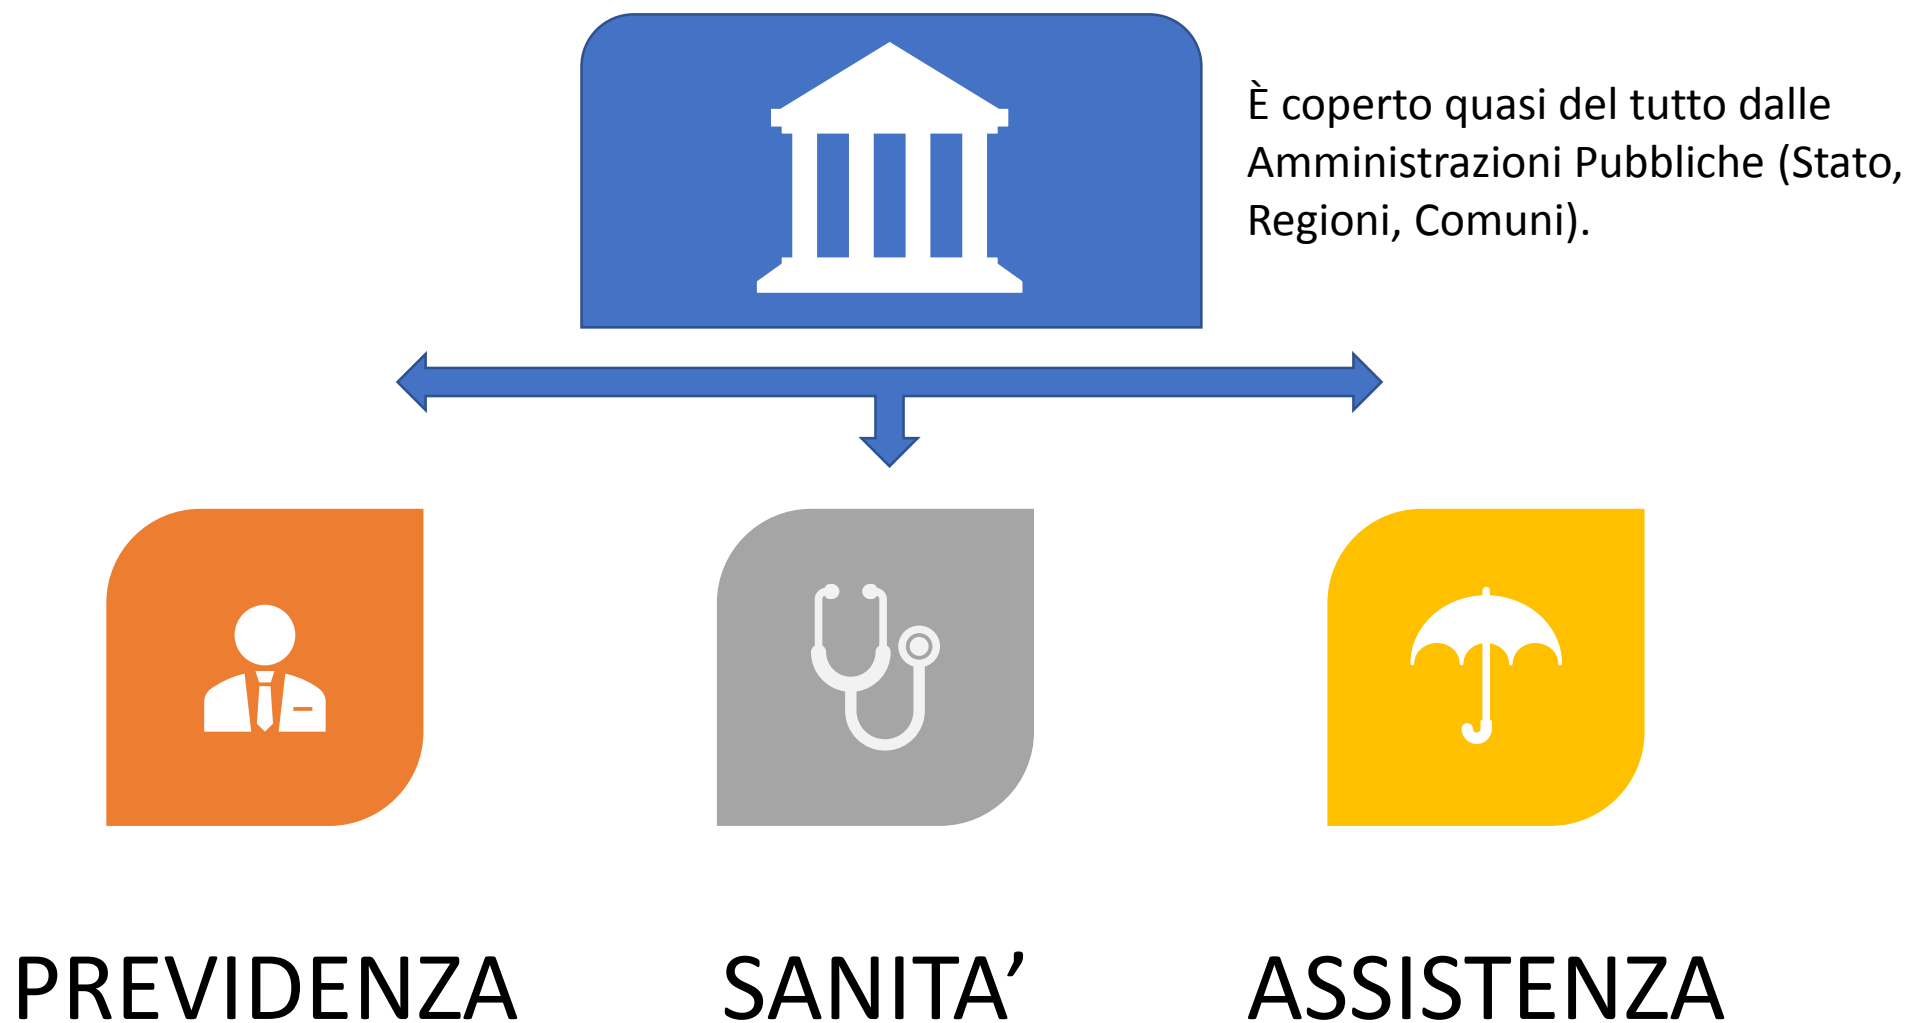 È coperto quasi del tutto dalle
Amministrazioni Pubbliche (Stato,
Regioni, Comuni).
PREVIDENZA
SANITA’
ASSISTENZA